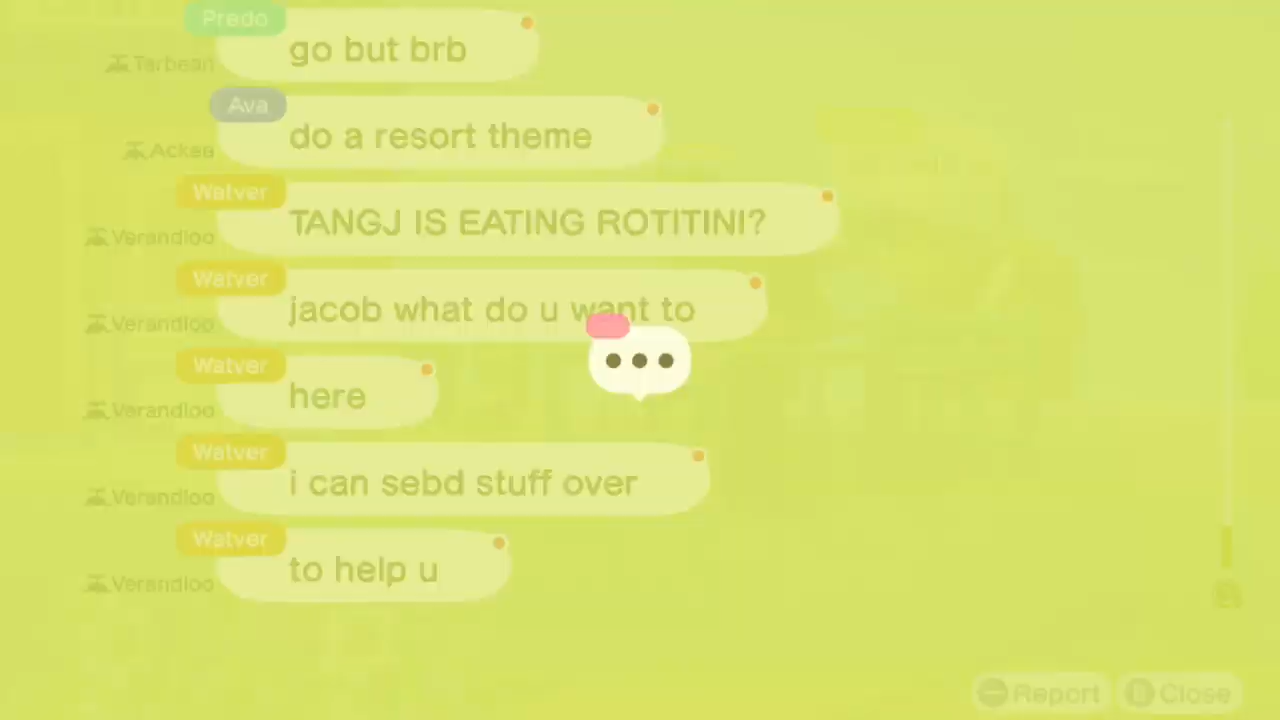 Predo
go but brb
Tarbean
Ava
do a resort theme
Ackea
Watver
TANGJ IS EATING ROTITINI?
Verandloo
Watver
jacob what do u want to
Verandloo
Watver
here
Verandloo
Watver
i can sebd stuff over
Verandloo
Watver
to help u
Verandloo
Report
Close